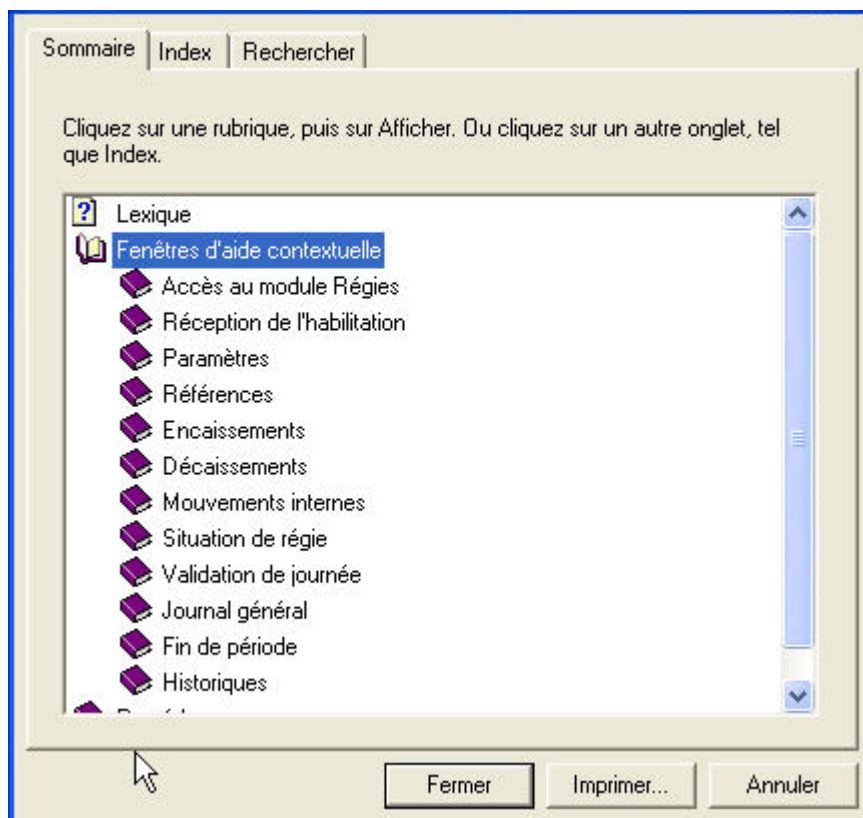 Sommaire Index Rechercher
Cliquez sur une rubrique, puis sur Afficher. Ou cliquez sur un autre onglet, tel
que Index.
Lexique
Fenêtres d'aide contextuelle
Accès au module Régies
Réception de l'habilitation
Paramètres
Références
Encaissements
Décaissements
Mouvements internes
Situation de régie
Validation de journée
Journal général
Fin de période
Historiques
Fermer Imprimer... Annuler